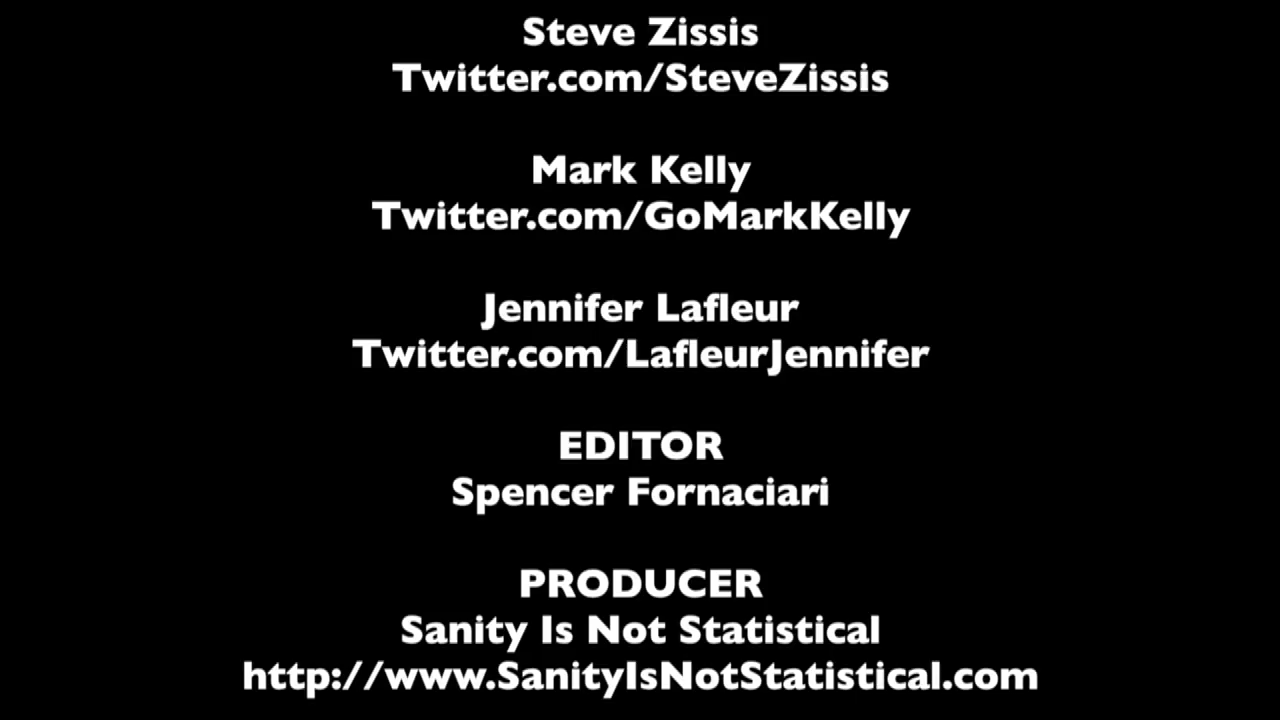 Steve Zissis
Twitter.com/SteveZissis
Mark Kelly
Twitter.com/GoMarkKelly
Jennifer Lafleur
Twitter.com/LafleurJennifer
EDITOR
Spencer Fornaciari
PRODUCER
Sanity Is Not Statistical
http://www.SanityIsNotStatistical.com